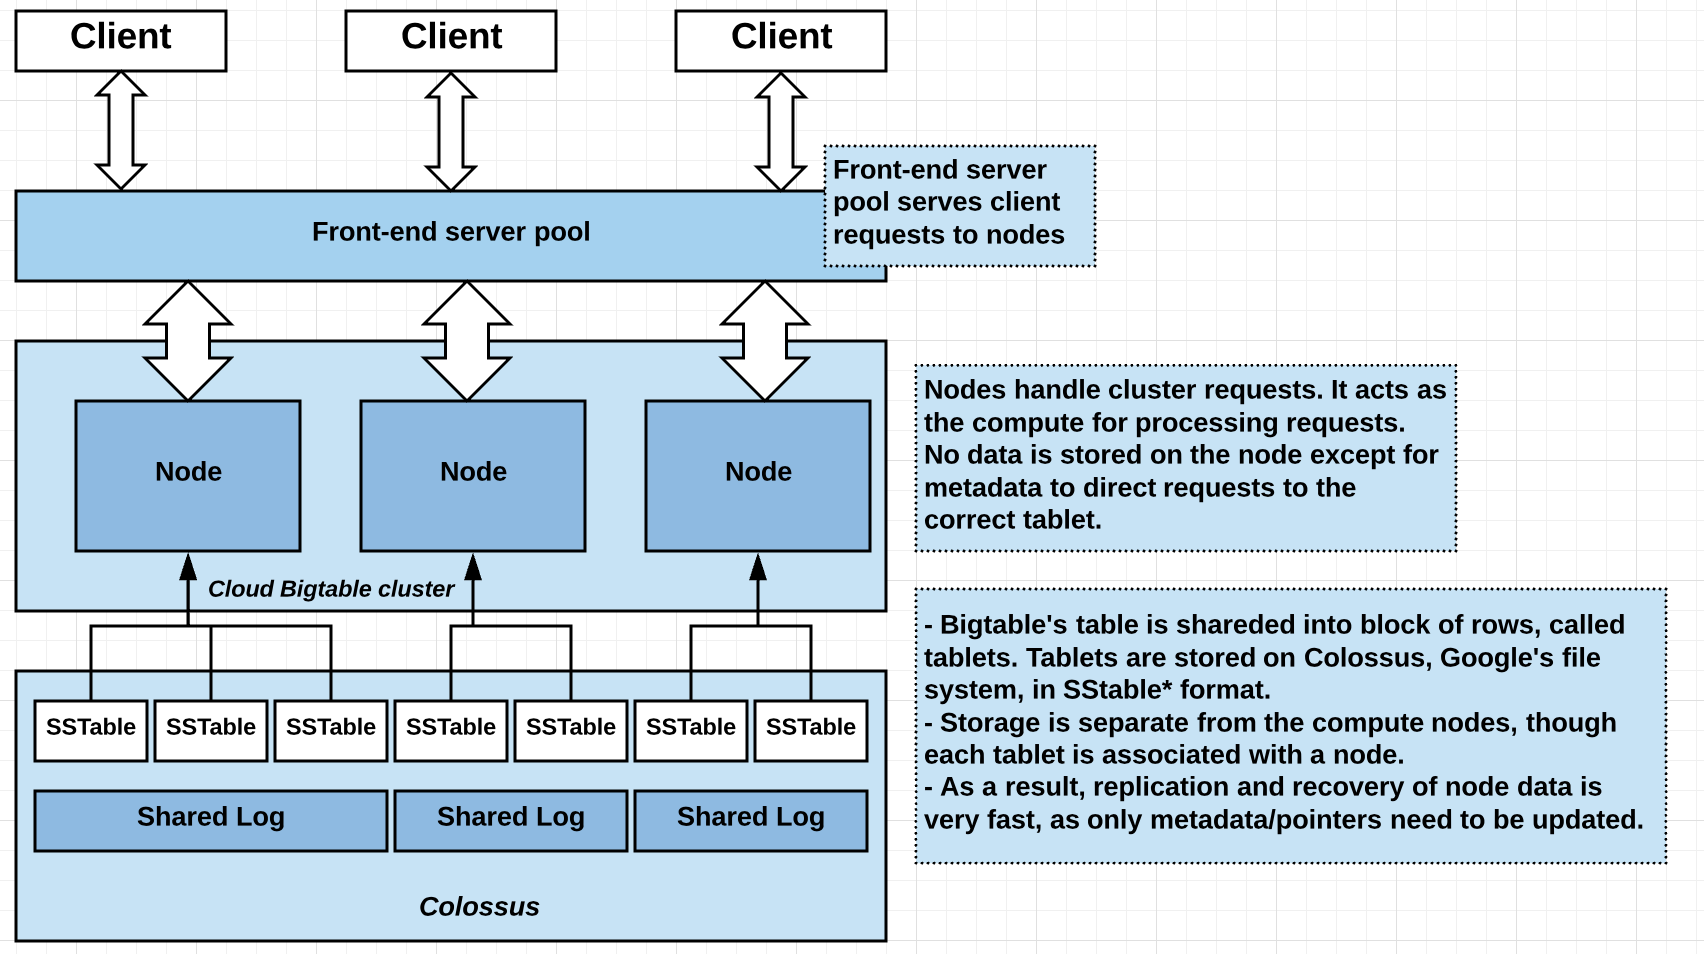 Client
Client
Client
Front-end server
pool serves client
requests to nodes
Front-end server pool
Node
Node
Node
Nodes handle cluster requests. It acts as
the compute for processing requests.
No data is stored on the node except for
metadata to direct requests to the
correct tablet.
Cloud Bigtable cluster
- Bigtable's table is shareded into block of rows, called
tablets. Tablets are stored on Colossus, Google's file
system, in SStable* format.
- Storage is separate from the compute nodes, though
each tablet is associated with a node.
- As a result, replication and recovery of node data is
very fast, as only metadata/pointers need to be updated.
SSTable
SSTable
SSTable
SSTable
SSTable
SSTable
SSTable
Shared Log
Shared Log
Shared Log
Colossus